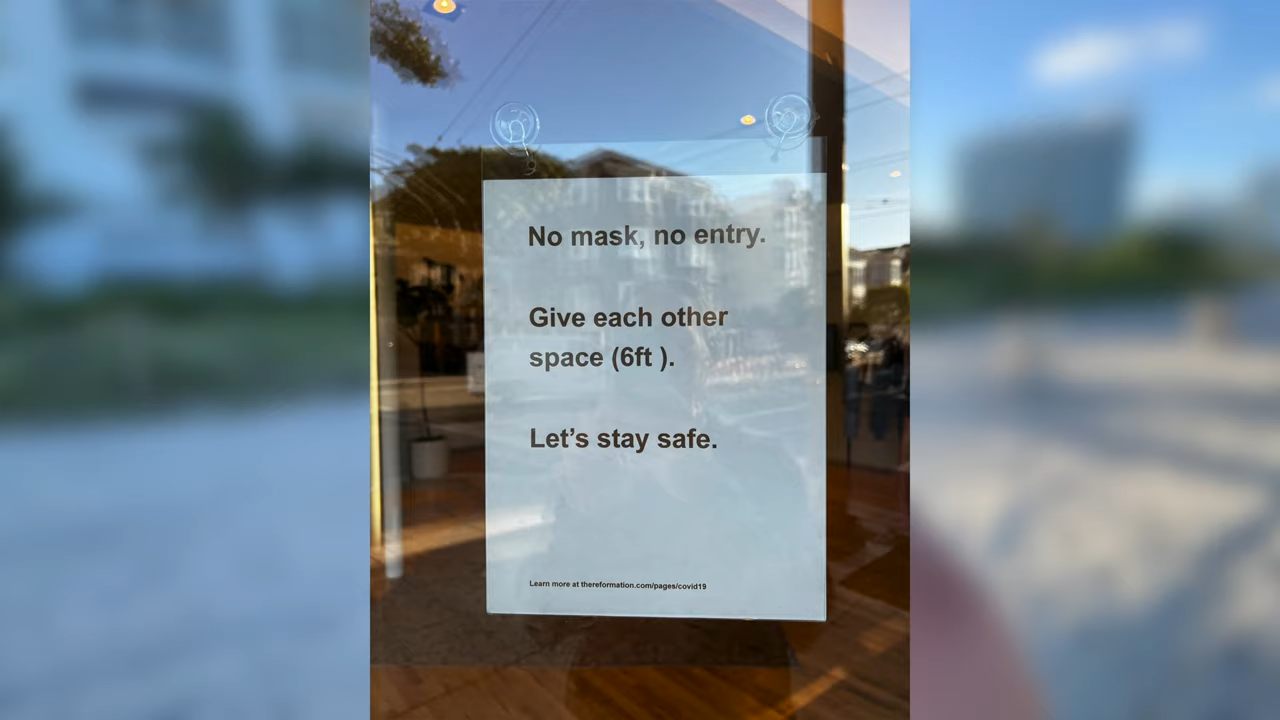 No mask, no entry.
Give each other
space (6ft ).
Let’s stay safe.
Learn more at thereformation.com/pages/covid19